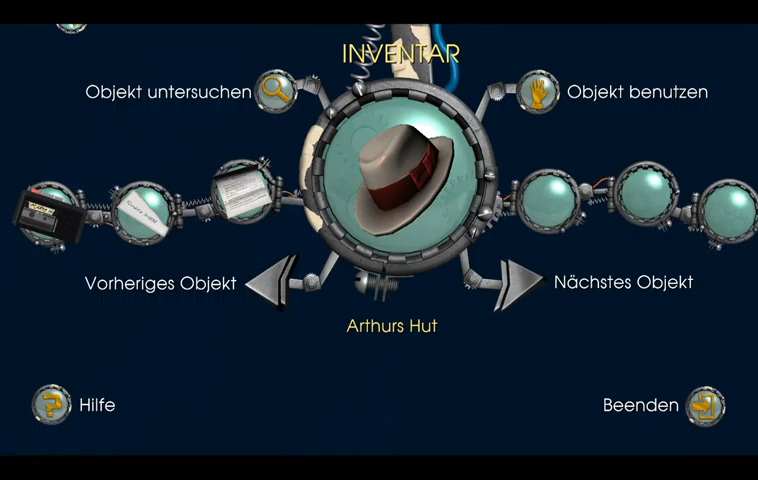 INVENTAR
Objekt untersuchen
Objekt benutzen
Vorheriges Objekt
Nächstes Objekt
Arthurs Hut
Hilfe
Beenden